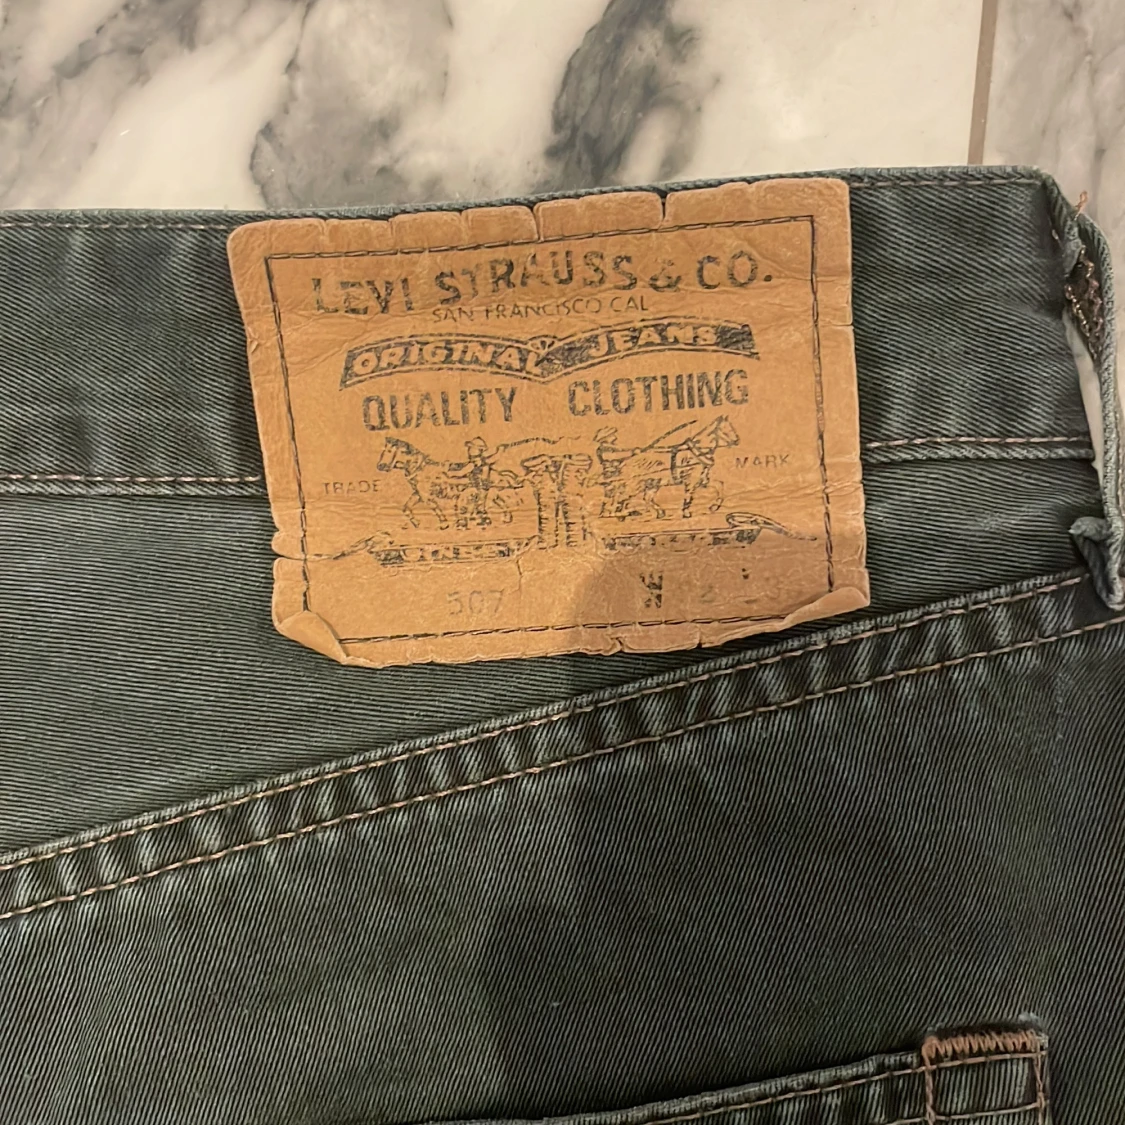 LEVI STRAUSS & CO.
SAN FRANCISCO CAL
ORIGINAL JEANS
QUALITY CLOTHING
TRADE MARK
507 W